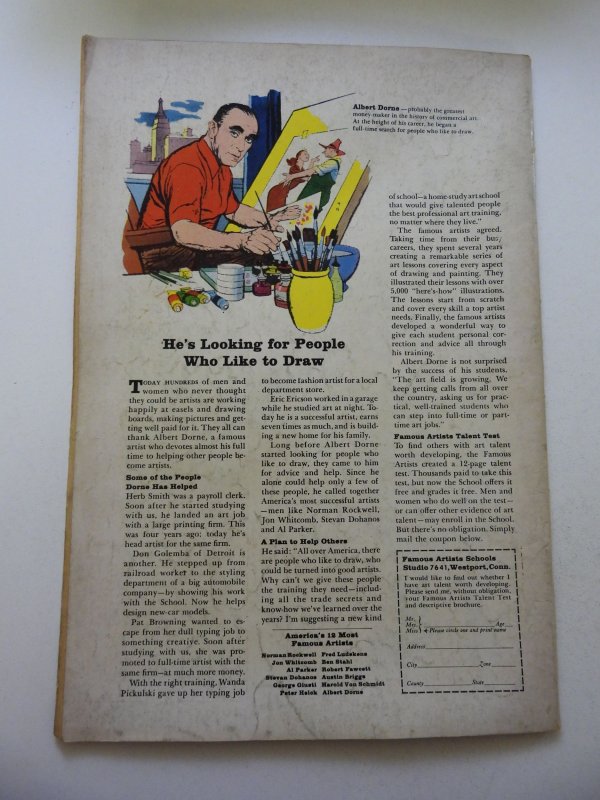 Albert Dorne — probably the greatest
money maker in the history of commercial art.
At the height of his career, he began a
full-time search for people who like to draw.
He's Looking for People
Who Like to Draw
TODAY HUNDREDS of men and
women who never thought
they could be artists are working
happily at easels and drawing
boards, making pictures and get-
ting well paid for it. They all can
thank Albert Dorne, a famous
artist who devotes almost his full
time to helping other people be-
come artists.
Some of the People
Dorne Has Helped
Herb Smith was a payroll clerk.
Soon after he started studying
with us, he landed an art job
with a large printing firm. This
was four years ago; today he's
head artist for the same firm.
Don Golemba of Detroit is
another. He stepped up from
railroad worker to the styling
department of a big automobile
company—by showing his work
with the School. Now he helps
design new-car models.
Pat Browning wanted to es-
cape from her dull typing job to
something creative. Soon after
studying with us, she was pro-
moted to full-time artist with the
same firm—at much more money.
With the right training, Wanda
Pickulski gave up her typing job
to become fashion artist for a local
department store.
Eric Ericson worked in a garage
while he studied art at night. To-
day he is a successful artist, earns
seven times as much, and is build-
ing a new home for his family.
Long before Albert Dorne
started looking for people who
like to draw, they came to him
for advice and help. Since he
alone could help only a few of
these people, he called together
America's most successful artists
—men like Norman Rockwell,
Jon Whitcomb, Stevan Dohanos
and Al Parker.
A Plan to Help Others
He said: "All over America, there
are people who like to draw, who
could be turned into good artists.
Why can't we give these people
the training they need—includ-
ing all the trade secrets and
know-how we've learned over the
years? I'm suggesting a new kind
America's 12 Most
Famous Artists
Norman Rockwell Fred Ludekens
Jon Whitcomb Ben Stahl
Al Parker Robert Fawcett
Stevan Dohanos Austin Briggs
George Giusti Harold Von Schmidt
Peter Helck Albert Dorne
of school—a home-study art school
that would give talented people
the best professional art training,
no matter where they live."
The famous artists agreed.
Taking time from their busy
careers, they spent several years
creating a remarkable series of
art lessons covering every aspect
of drawing and painting. They
illustrated their lessons with over
5,000 "here's-how" illustrations.
The lessons start from scratch
and cover every skill a top artist
needs. Finally, the famous artists
developed a wonderful way to
give each student personal cor-
rection and advice all through
his training.
Albert Dorne is not surprised
by the success of his students.
"The art field is growing. We
keep getting calls from all over
the country, asking us for prac-
tical, well-trained students who
can step into full-time or part-
time art jobs."
Famous Artists Talent Test
To find others with art talent
worth developing, the Famous
Artists created a 12-page talent
test. Thousands paid to take this
test, but now the School offers it
free and grades it free. Men and
women who do well on the test—
or can offer other evidence of art
talent—may enroll in the School.
But there's no obligation. Simply
mail the coupon below.
Famous Artists Schools
Studio 7641, Westport, Conn.
I would like to find out whether I
have art talent worth developing.
Please send me, without obligation,
your Famous Artists Talent Test
and descriptive brochure.
Mr.
Mrs. Age
Miss Please circle one and print name
Address
City Zone
County State